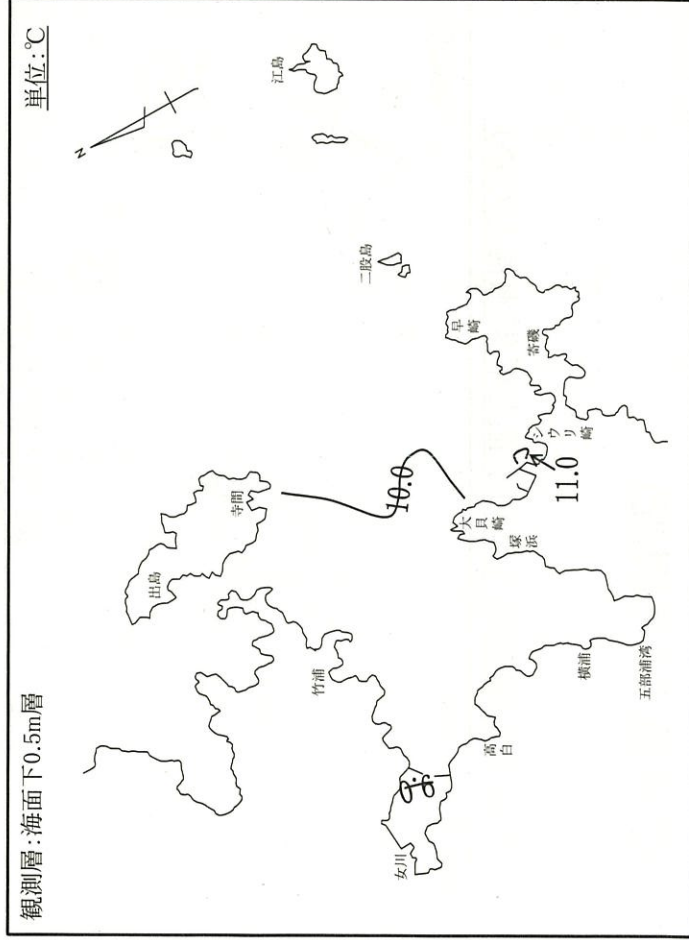 観測層:海面下0.5m層
単位:℃
N
江島
二股島
早崎
寄磯
シウリ崎
11.0
10.0
大貝崎
塚浜
寺間
出島
竹浦
横浦
五部浦湾
高白
9.0
女川